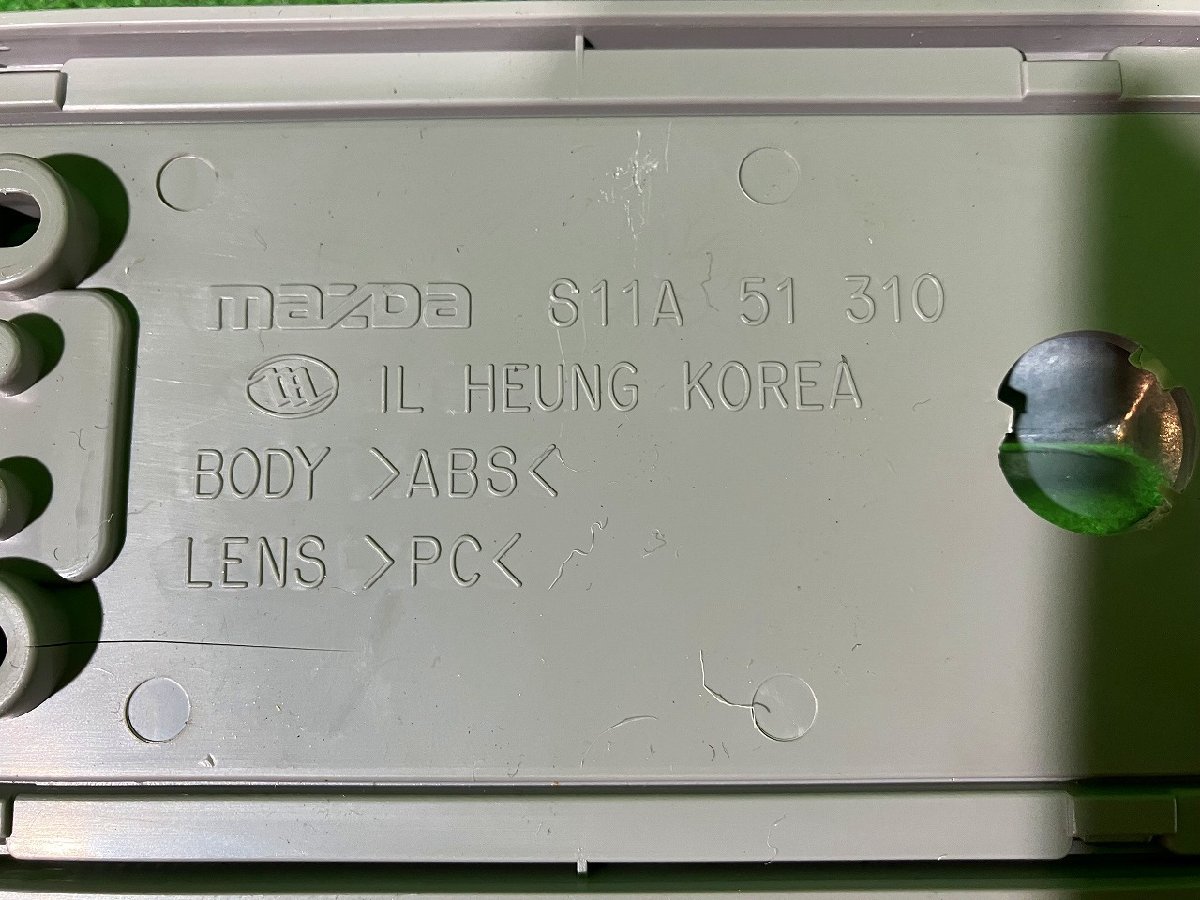 mazda S11A 51 310
IL HEUNG KOREA
BODY >ABS<
LENS >PC<